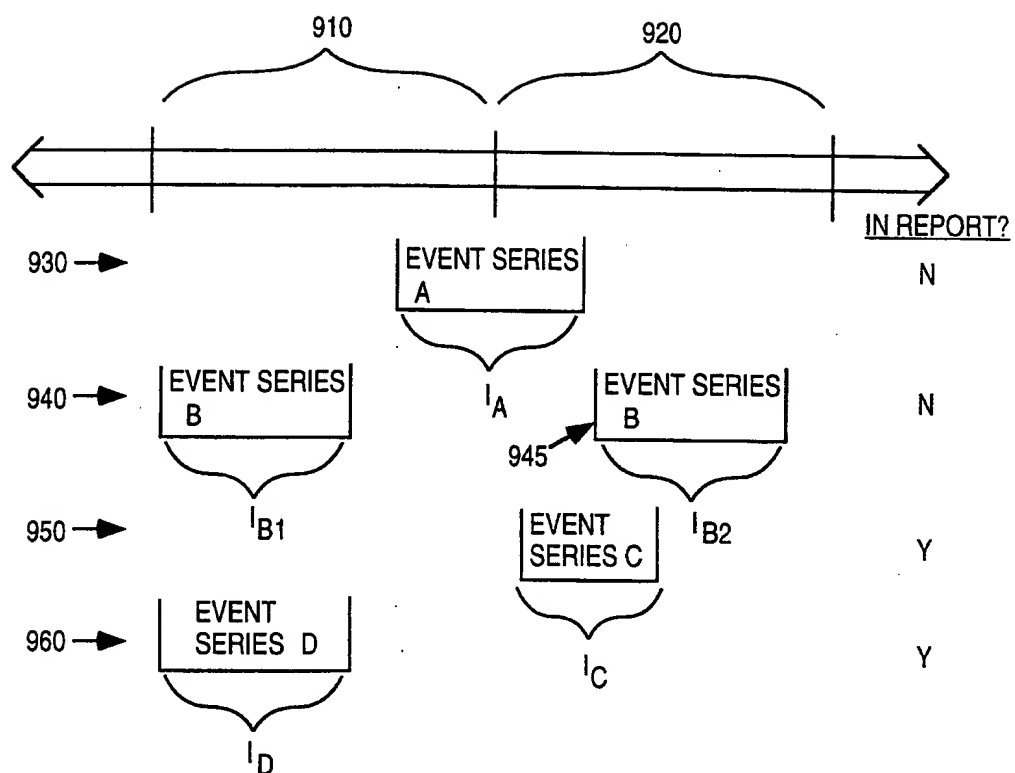 910
920
IN REPORT?
930
EVENT SERIES
A
N
I_A
940
EVENT SERIES
B
EVENT SERIES
B
N
945
I_B1
I_B2
950
EVENT
SERIES C
Y
I_C
960
EVENT
SERIES D
Y
I_D